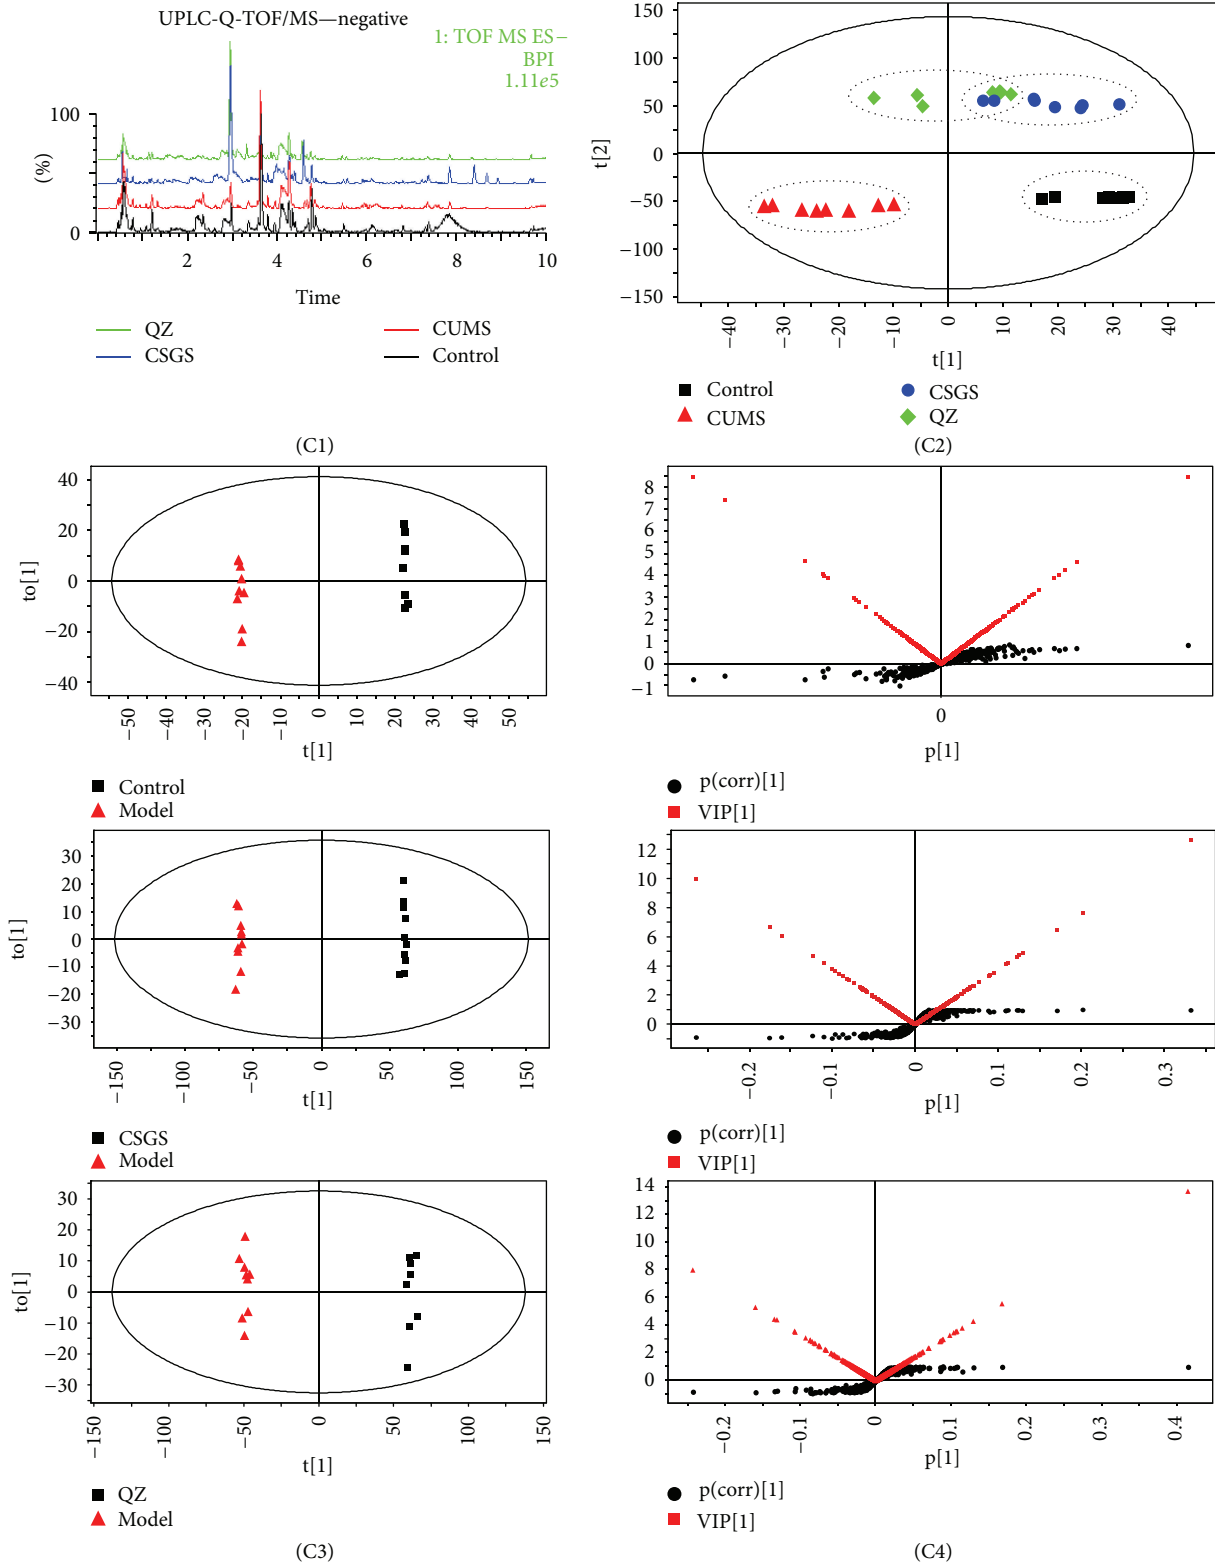 UPLC-Q-TOF/MS—negative
1: TOF MS ES−
BPI
1.11e5
100
(%)
0
2 4 6 8 10
Time
QZ CUMS
CSGS Control
(C1)
150
100
50
0
−50
−100
−150
t[2]
−40 −30 −20 −10 0 10 20 30 40
t[1]
Control CSGS
CUMS QZ
(C2)
40
20
0
−20
−40
to[1]
−50 −40 −30 −20 −10 0 10 20 30 40 50
t[1]
Control
Model
8
7
6
5
4
3
2
1
0
−1
0
p[1]
p(corr)[1]
VIP[1]
30
20
10
0
−10
−20
−30
to[1]
−150 −100 −50 0 50 100 150
t[1]
CSGS
Model
12
10
8
6
4
2
0
−0.2 −0.1 0 0.1 0.2 0.3
p[1]
p(corr)[1]
VIP[1]
30
20
10
0
−10
−20
−30
to[1]
−150 −100 −50 0 50 100 150
t[1]
QZ
Model
(C3)
14
12
10
8
6
4
2
0
−0.2 −0.1 0 0.1 0.2 0.3 0.4
p[1]
p(corr)[1]
VIP[1]
(C4)